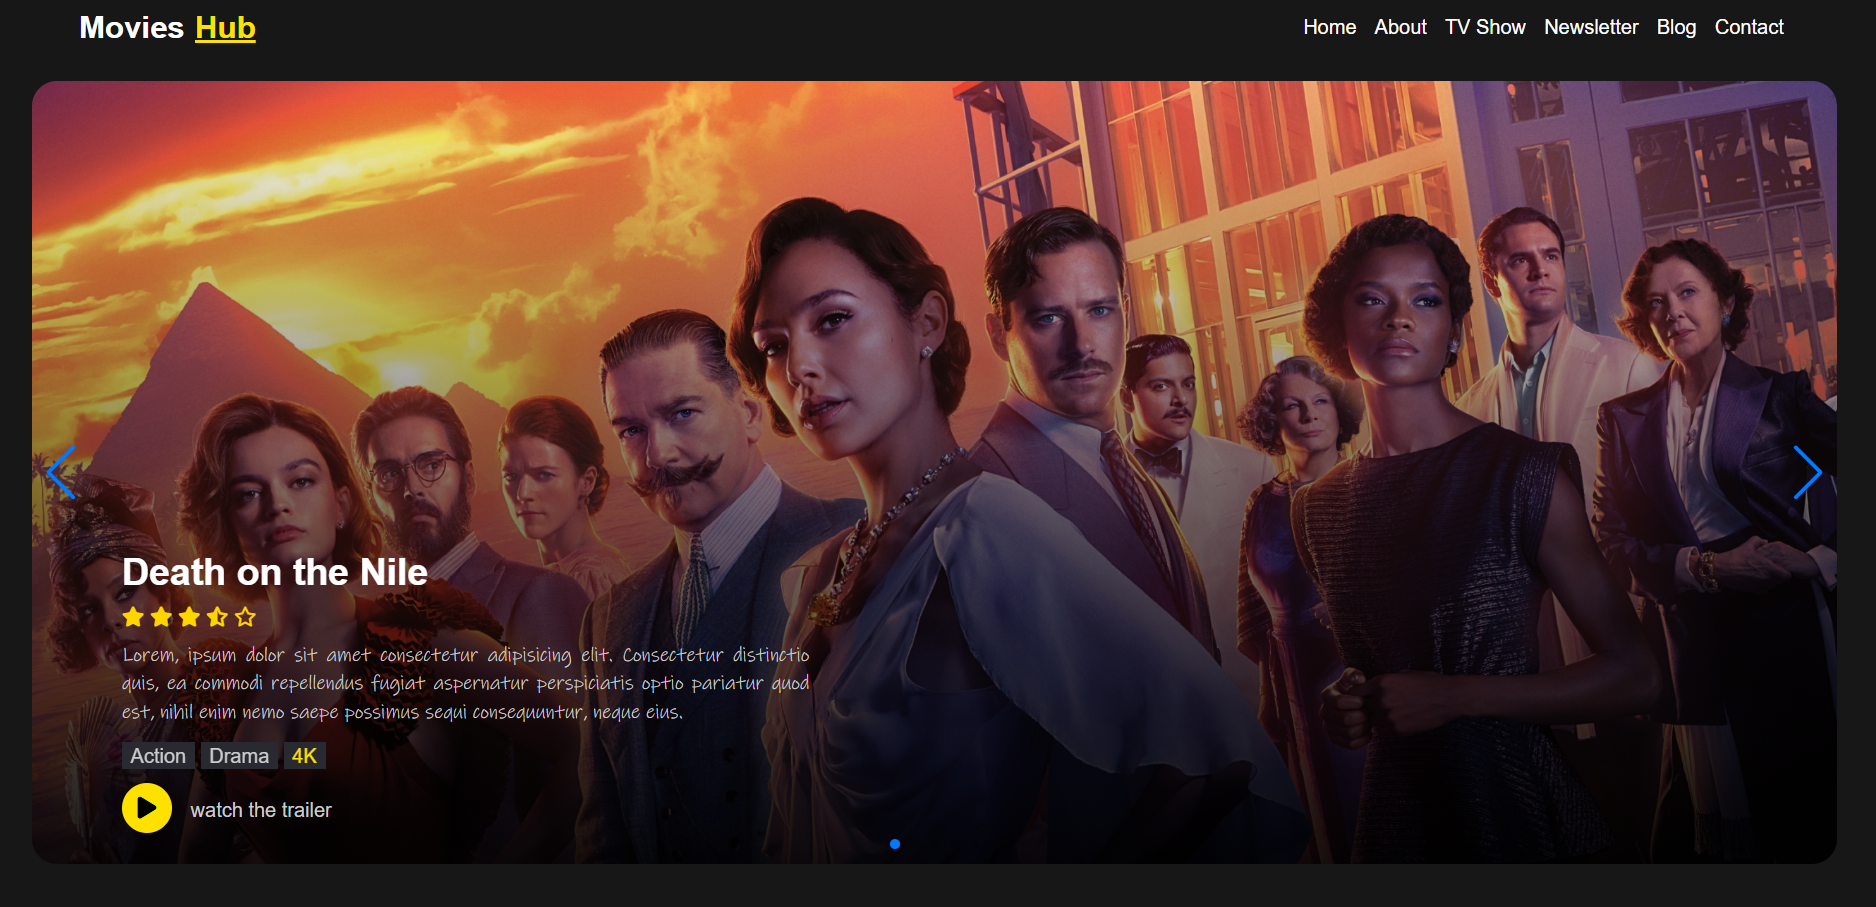 Movies Hub
Home About TV Show Newsletter Blog Contact
Death on the Nile
Lorem, ipsum dolor sit amet consectetur adipisicing elit. Consectetur distinctio
quis, ea commodi repellendus fugiat aspernatur perspiciatis optio pariatur quod
est, nihil enim nemo saepe possimus sequi consequuntur, neque eius.
Action Drama 4K
watch the trailer